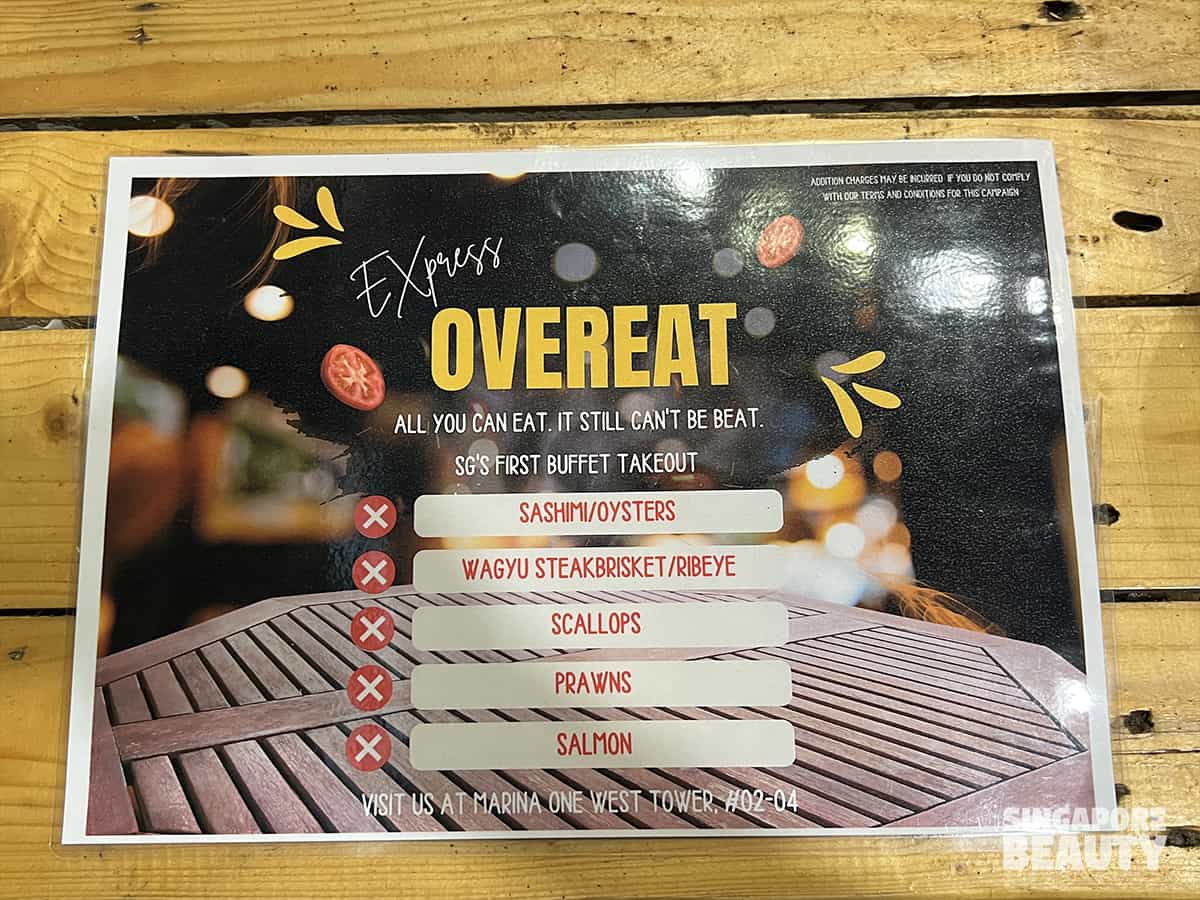 ADDITION CHARGES MAY BE INCURRED IF YOU DO NOT COMPLY
WITH OUR TERMS AND CONDITIONS FOR THIS CAMPAIGN
EXpress
OVEREAT
ALL YOU CAN EAT. IT STILL CAN'T BE BEAT.
SG'S FIRST BUFFET TAKEOUT
SASHIMI/OYSTERS
WAGYU STEAKBRISKET/RIBEYE
SCALLOPS
PRAWNS
SALMON
VISIT US AT MARINA ONE WEST TOWER, #02-04
SINGAPORE
BEAUTY